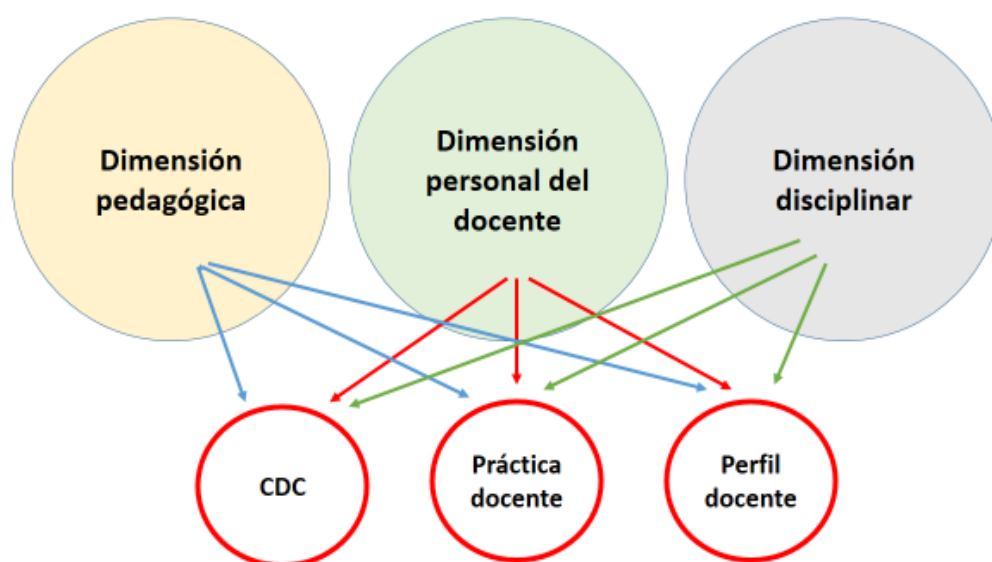 Dimensión
pedagógica
Dimensión
personal del
docente
Dimensión
disciplinar
CDC
Práctica
docente
Perfil
docente